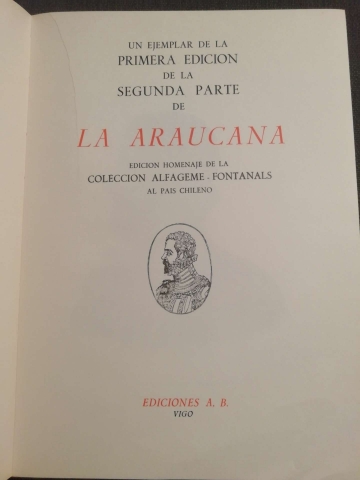 UN EJEMPLAR DE LA
PRIMERA EDICION
DE LA
SEGUNDA PARTE
DE
LA ARAUCANA
EDICION HOMENAJE DE LA
COLECCION ALFAGEME - FONTANALS
AL PAIS CHILENO
EDICIONES A. B.
VIGO